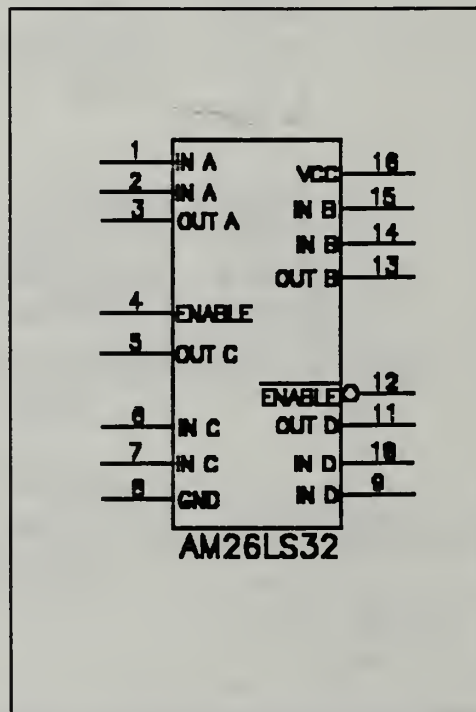 1 IN A
2 IN A
3 OUT A
4 ENABLE
5 OUT C
6 IN C
7 IN C
8 GND
VCC 16
IN B 15
IN B 14
OUT B 13
ENABLE 12
OUT D 11
IN D 10
IN D 9
AM26LS32